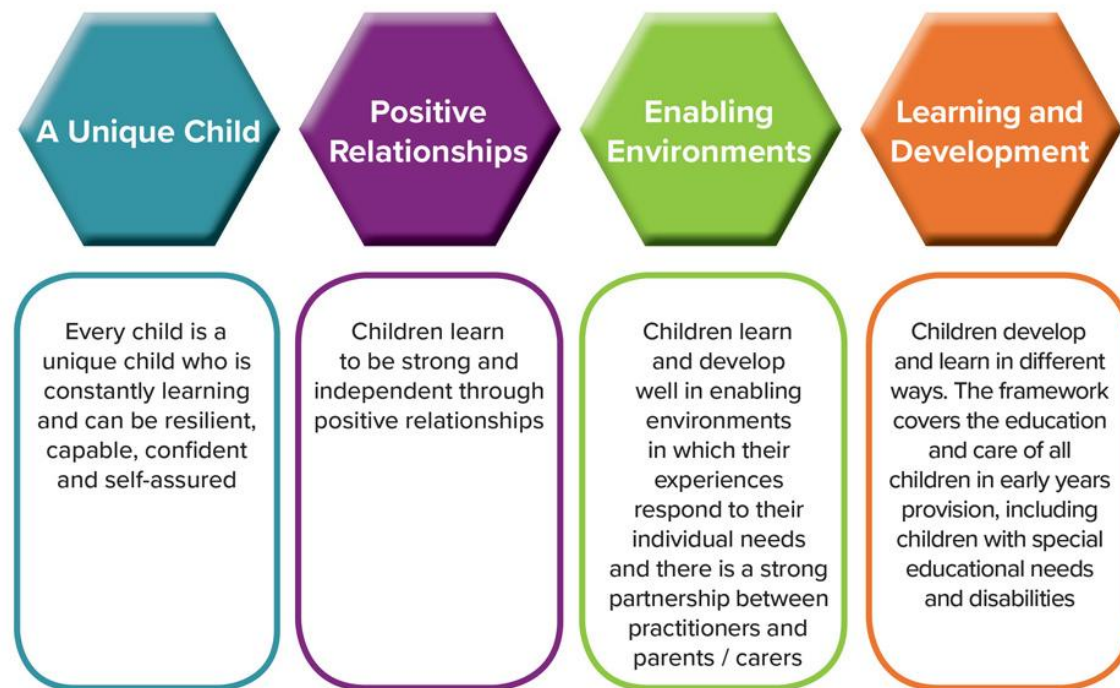 A Unique Child
Every child is a
unique child who is
constantly learning
and can be resilient,
capable, confident
and self-assured
Positive
Relationships
Children learn
to be strong and
independent through
positive relationships
Enabling
Environments
Children learn
and develop
well in enabling
environments
in which their
experiences
respond to their
individual needs
and there is a strong
partnership between
practitioners and
parents / carers
Learning and
Development
Children develop
and learn in different
ways. The framework
covers the education
and care of all
children in early years
provision, including
children with special
educational needs
and disabilities